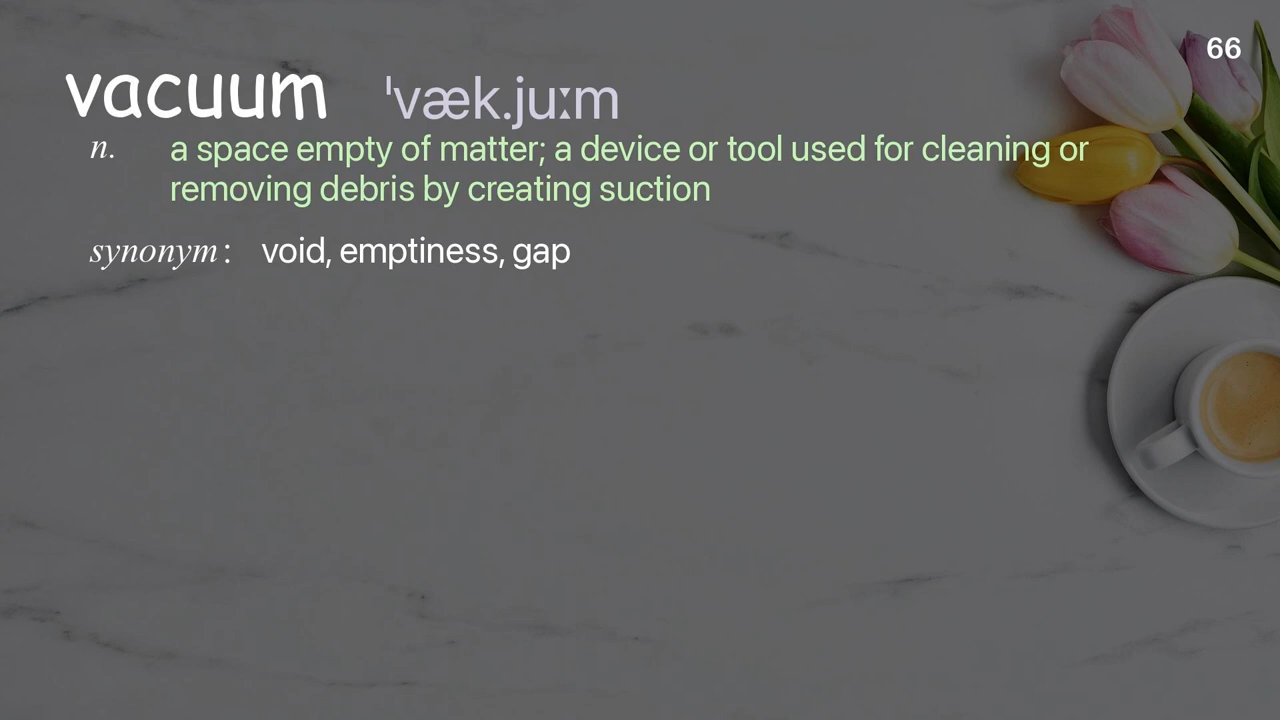 66
vacuum ˈvæk.juːm
n. a space empty of matter; a device or tool used for cleaning or
removing debris by creating suction
synonym: void, emptiness, gap